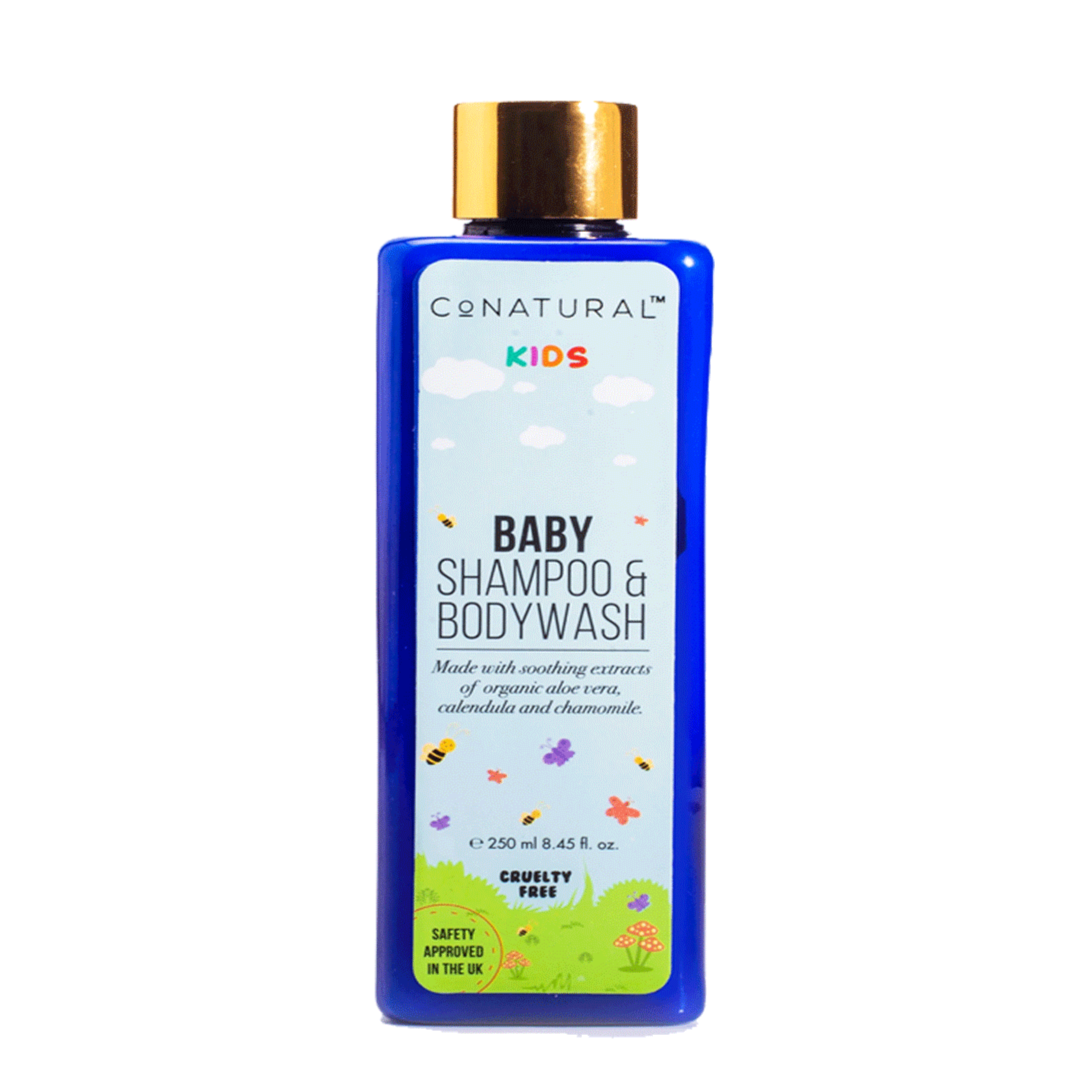 CoNATURAL™
KIDS
BABY
SHAMPOO &
BODYWASH
Made with soothing extracts
of organic aloe vera,
calendula and chamomile.
℮ 250 ml 8.45 fl. oz.
CRUELTY
FREE
SAFETY
APPROVED
IN THE UK